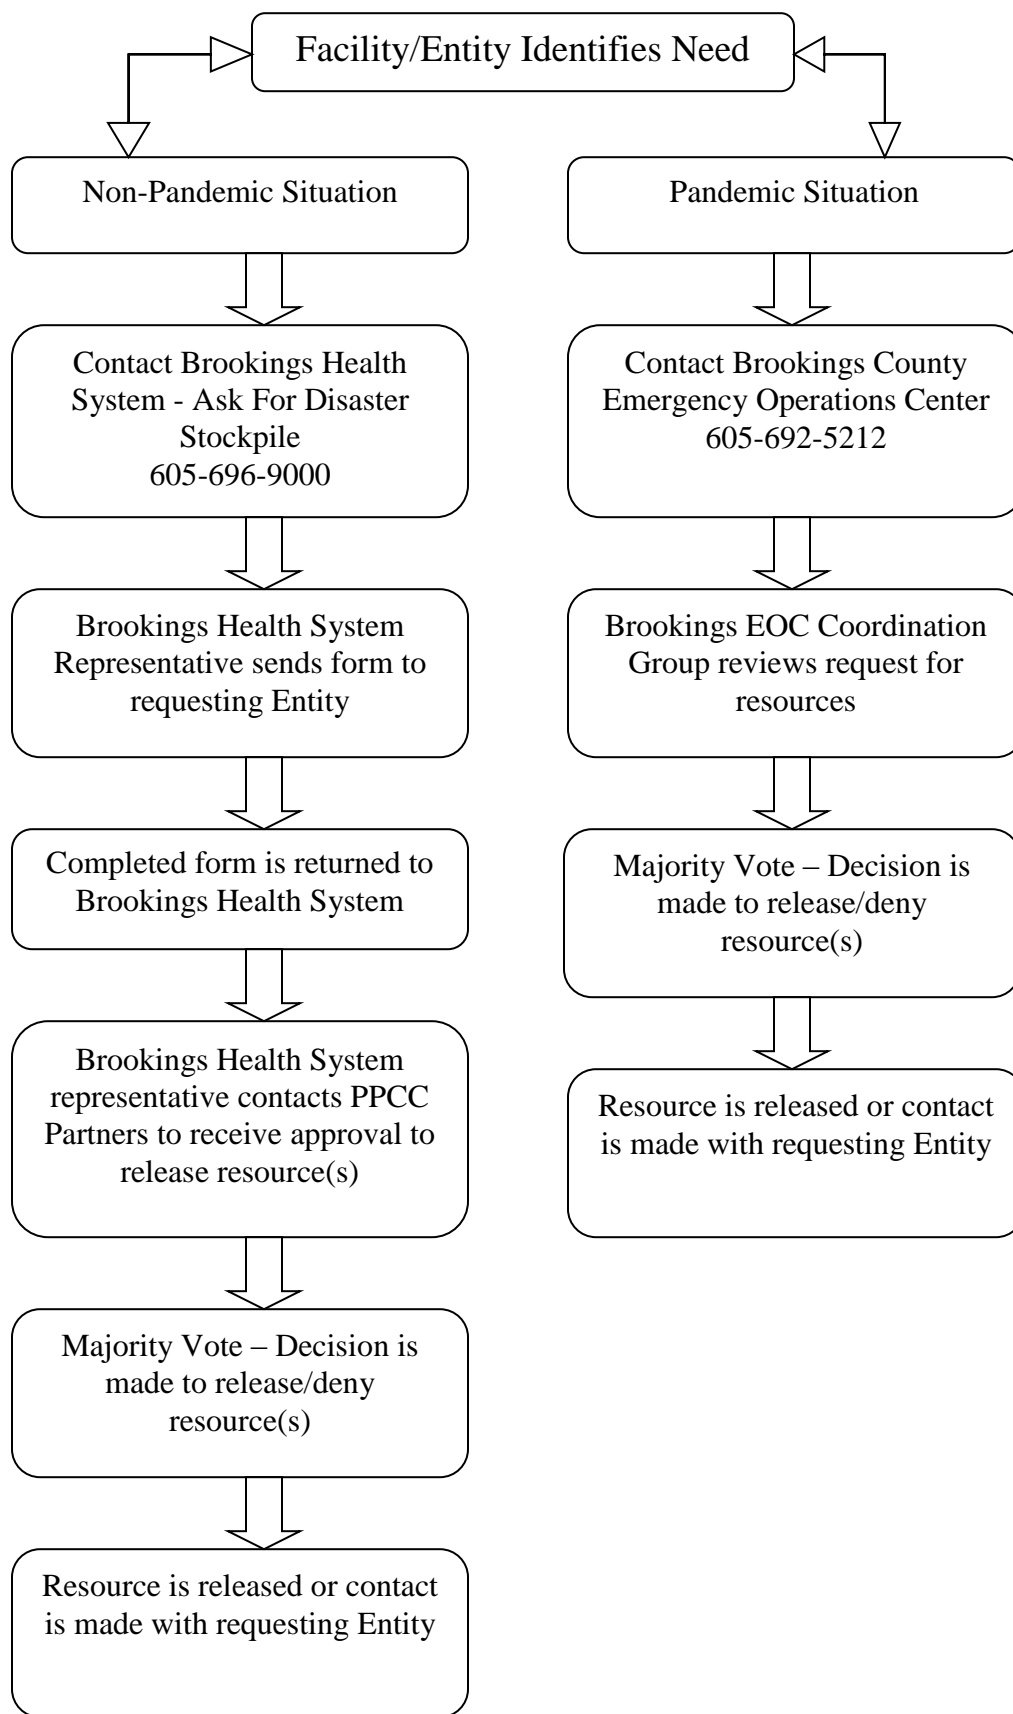 Facility/Entity Identifies Need
Non-Pandemic Situation
Contact Brookings Health
System - Ask For Disaster
Stockpile
605-696-9000
Brookings Health System
Representative sends form to
requesting Entity
Completed form is returned to
Brookings Health System
Brookings Health System
representative contacts PPCC
Partners to receive approval to
release resource(s)
Majority Vote – Decision is
made to release/deny
resource(s)
Resource is released or contact
is made with requesting Entity
Pandemic Situation
Contact Brookings County
Emergency Operations Center
605-692-5212
Brookings EOC Coordination
Group reviews request for
resources
Majority Vote – Decision is
made to release/deny
resource(s)
Resource is released or contact
is made with requesting Entity